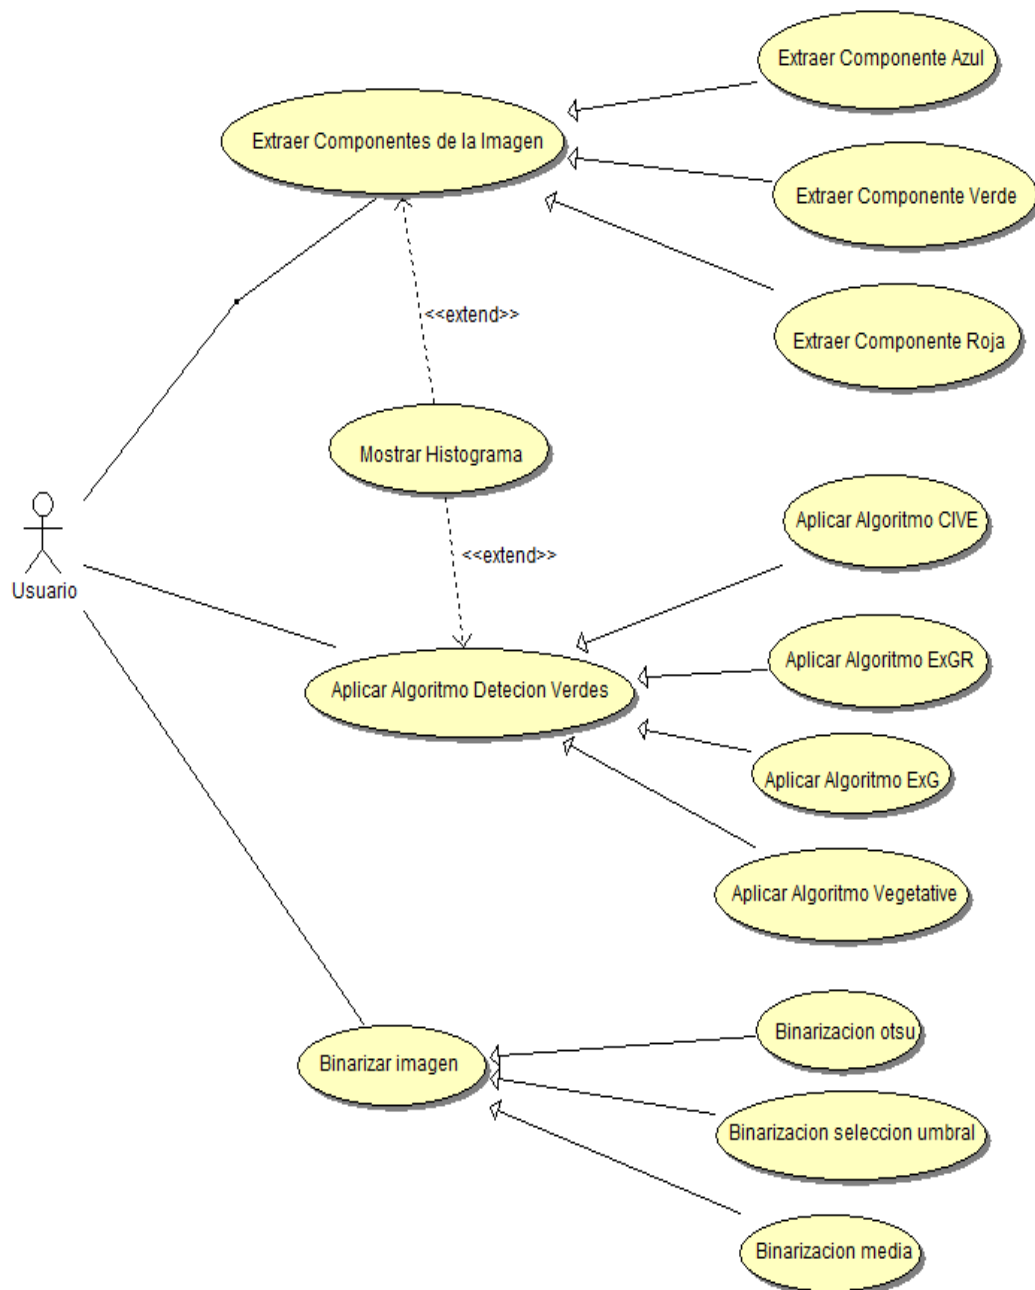 Extraer Componente Azul
Extraer Componentes de la Imagen
Extraer Componente Verde
<<extend>>
Extraer Componente Roja
Mostrar Histograma
Aplicar Algoritmo CIVE
<<extend>>
Usuario
Aplicar Algoritmo ExGR
Aplicar Algoritmo Detecion Verdes
Aplicar Algoritmo ExG
Aplicar Algoritmo Vegetative
Binarizacion otsu
Binarizar imagen
Binarizacion seleccion umbral
Binarizacion media